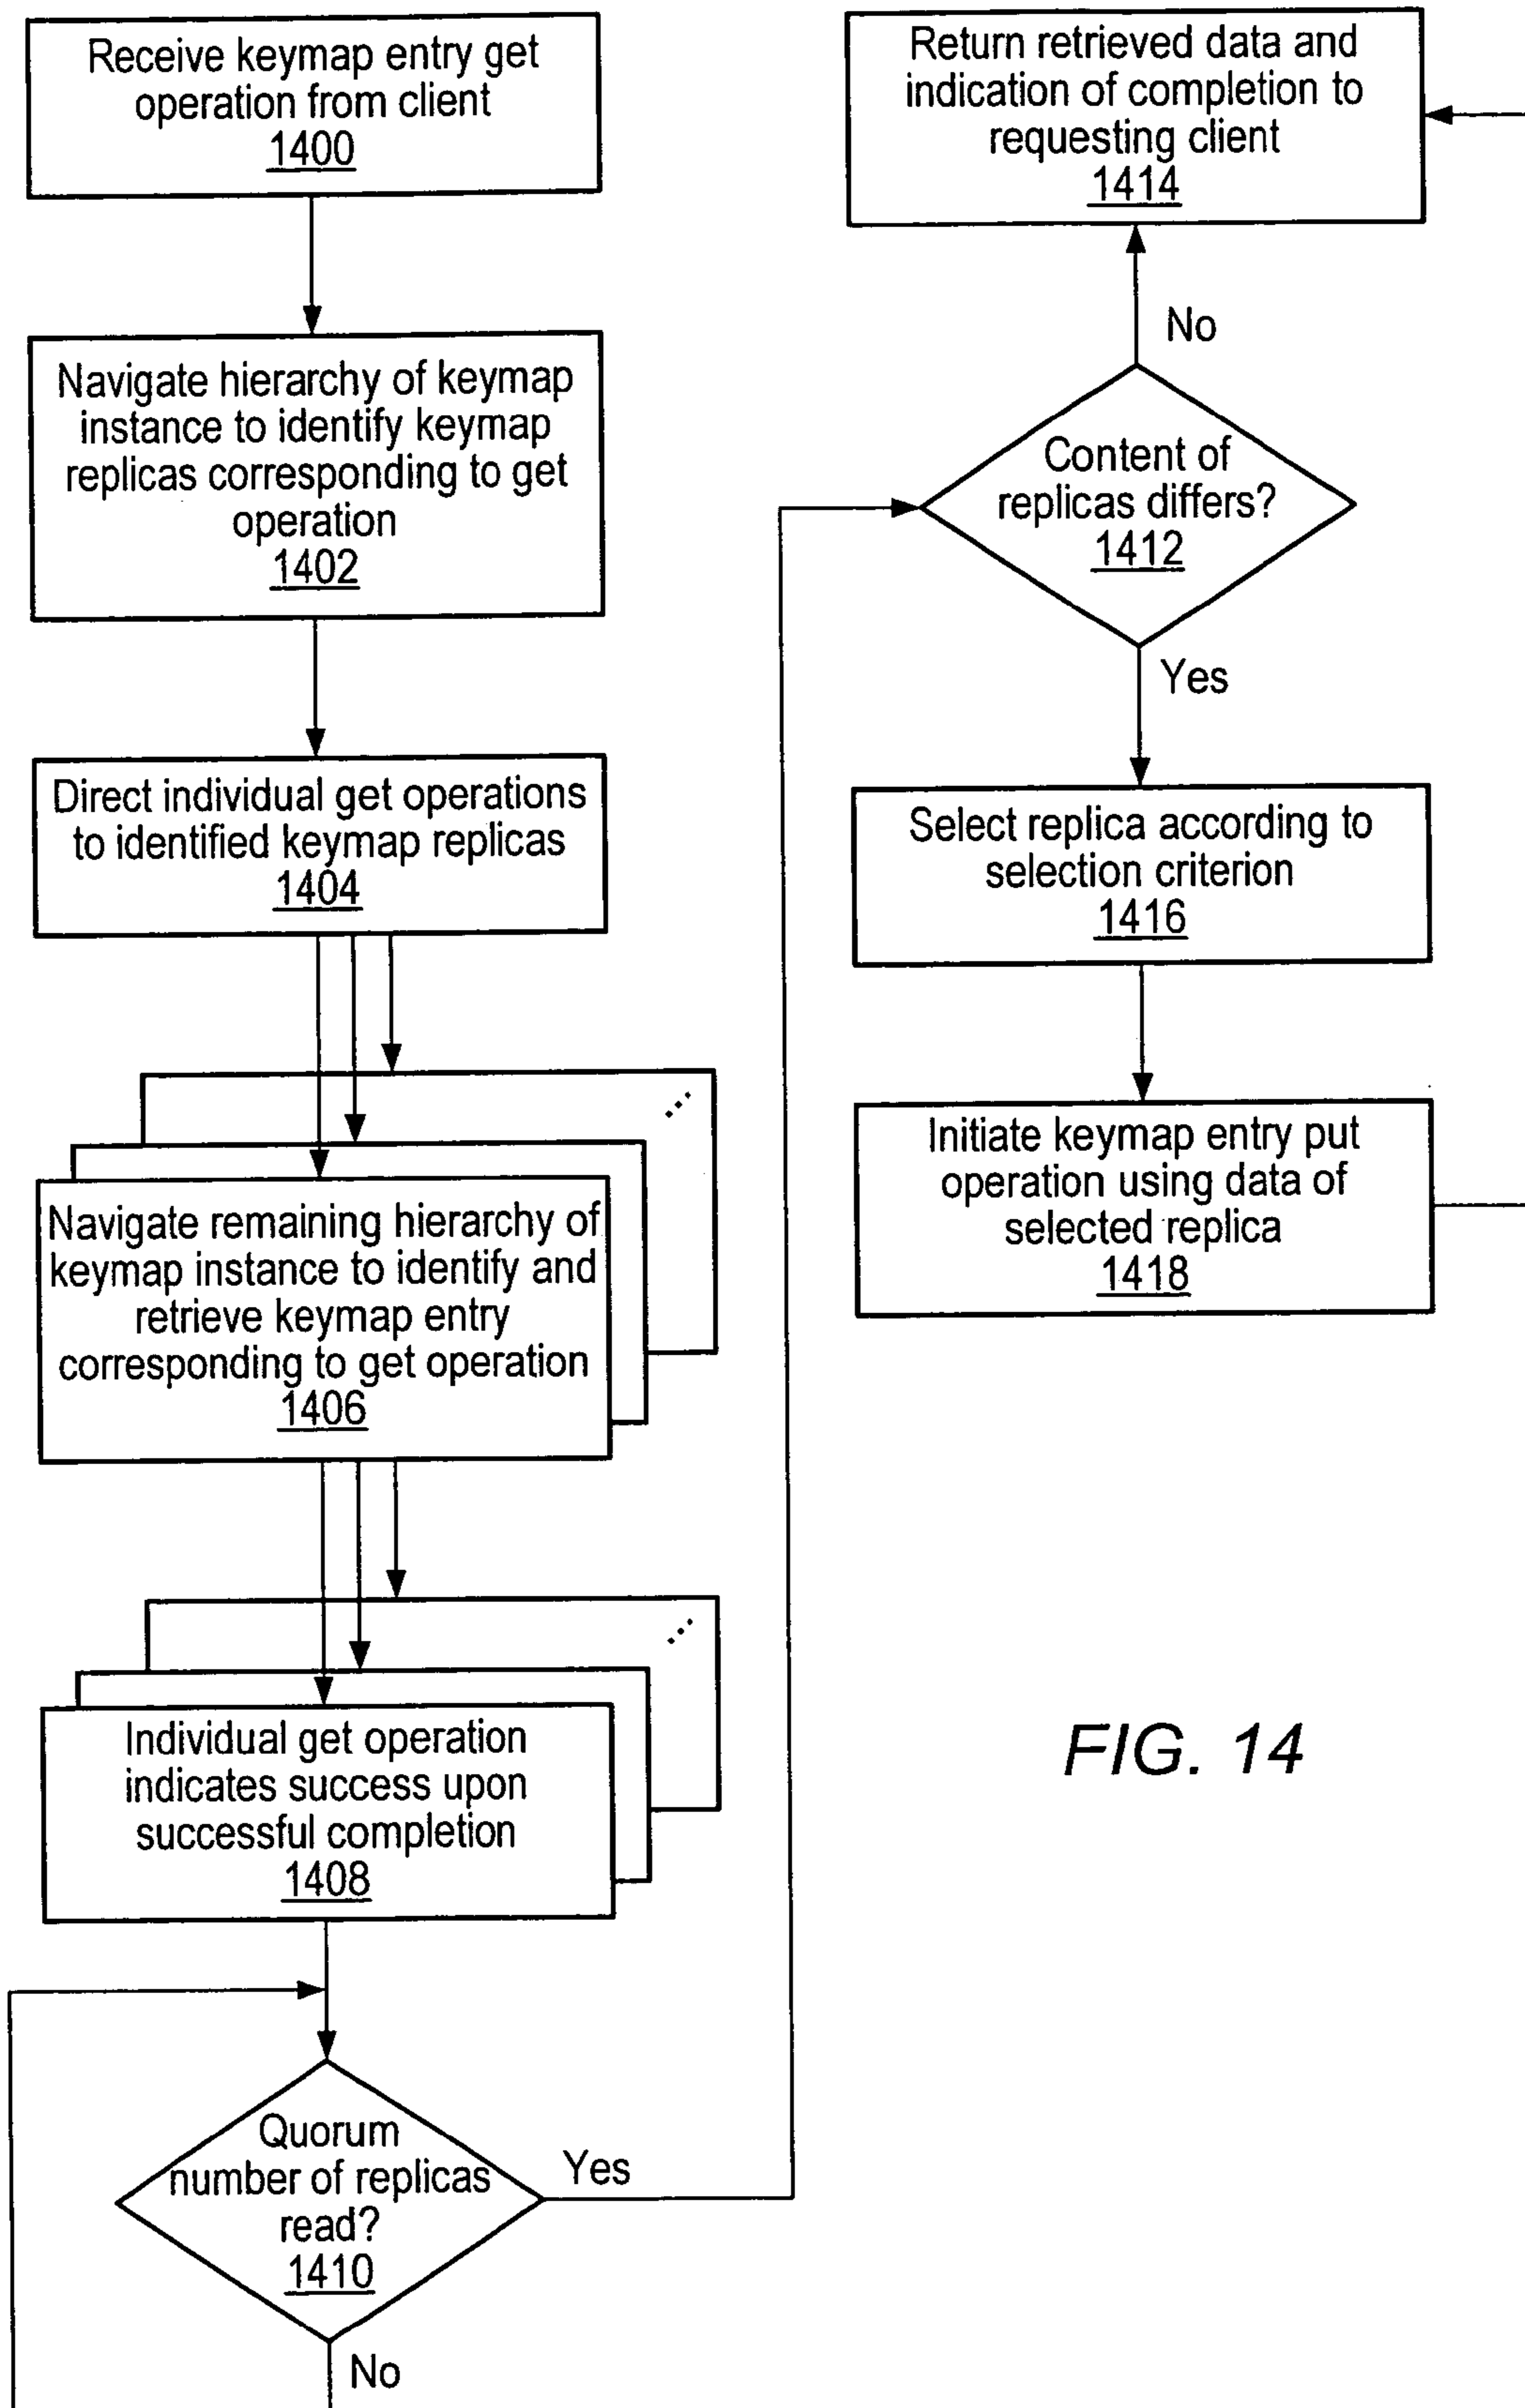 Receive keymap entry get
operation from client
1400
Navigate hierarchy of keymap
instance to identify keymap
replicas corresponding to get
operation
1402
Direct individual get operations
to identified keymap replicas
1404
Navigate remaining hierarchy of
keymap instance to identify and
retrieve keymap entry
corresponding to get operation
1406
Individual get operation
indicates success upon
successful completion
1408
Quorum
number of replicas
read?
1410
Yes
No
Return retrieved data and
indication of completion to
requesting client
1414
No
Content of
replicas differs?
1412
Yes
Select replica according to
selection criterion
1416
Initiate keymap entry put
operation using data of
selected replica
1418
FIG. 14